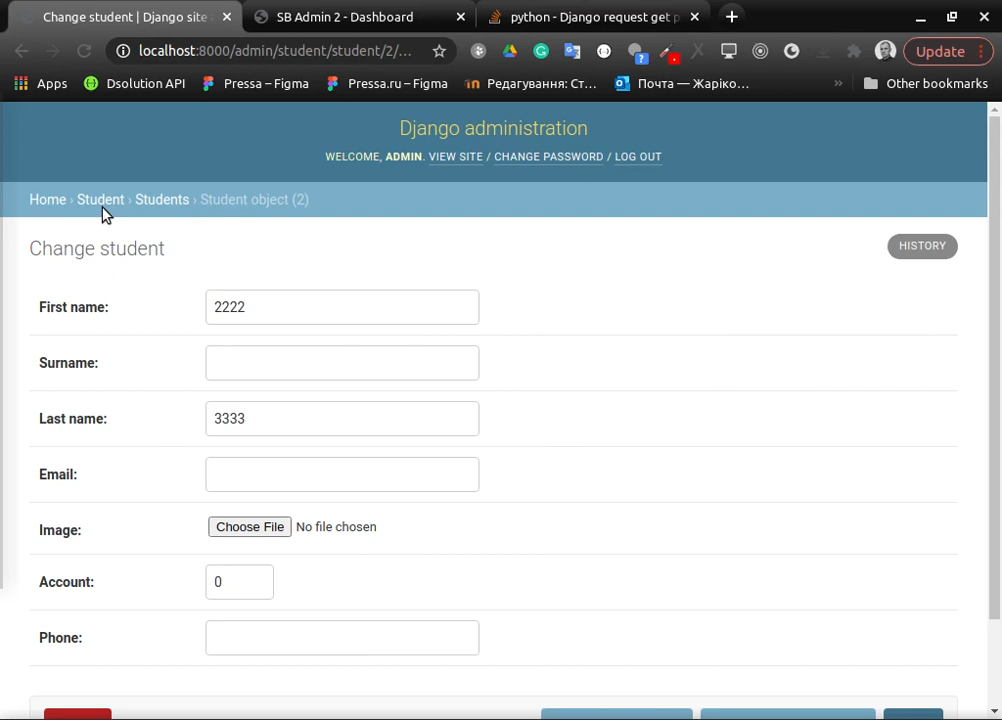 Change student | Django site
SB Admin 2 - Dashboard
python - Django request get p
localhost:8000/admin/student/student/2/...
Update
Apps
Dsolution API
Pressa – Figma
Pressa.ru – Figma
Редагування: Ст...
Почта — Жаріко...
»
Other bookmarks
Django administration
WELCOME, ADMIN. VIEW SITE / CHANGE PASSWORD / LOG OUT
Home › Student › Students › Student object (2)
Change student
HISTORY
First name:
2222
Surname:
Last name:
3333
Email:
Image:
Choose File No file chosen
Account:
0
Phone: